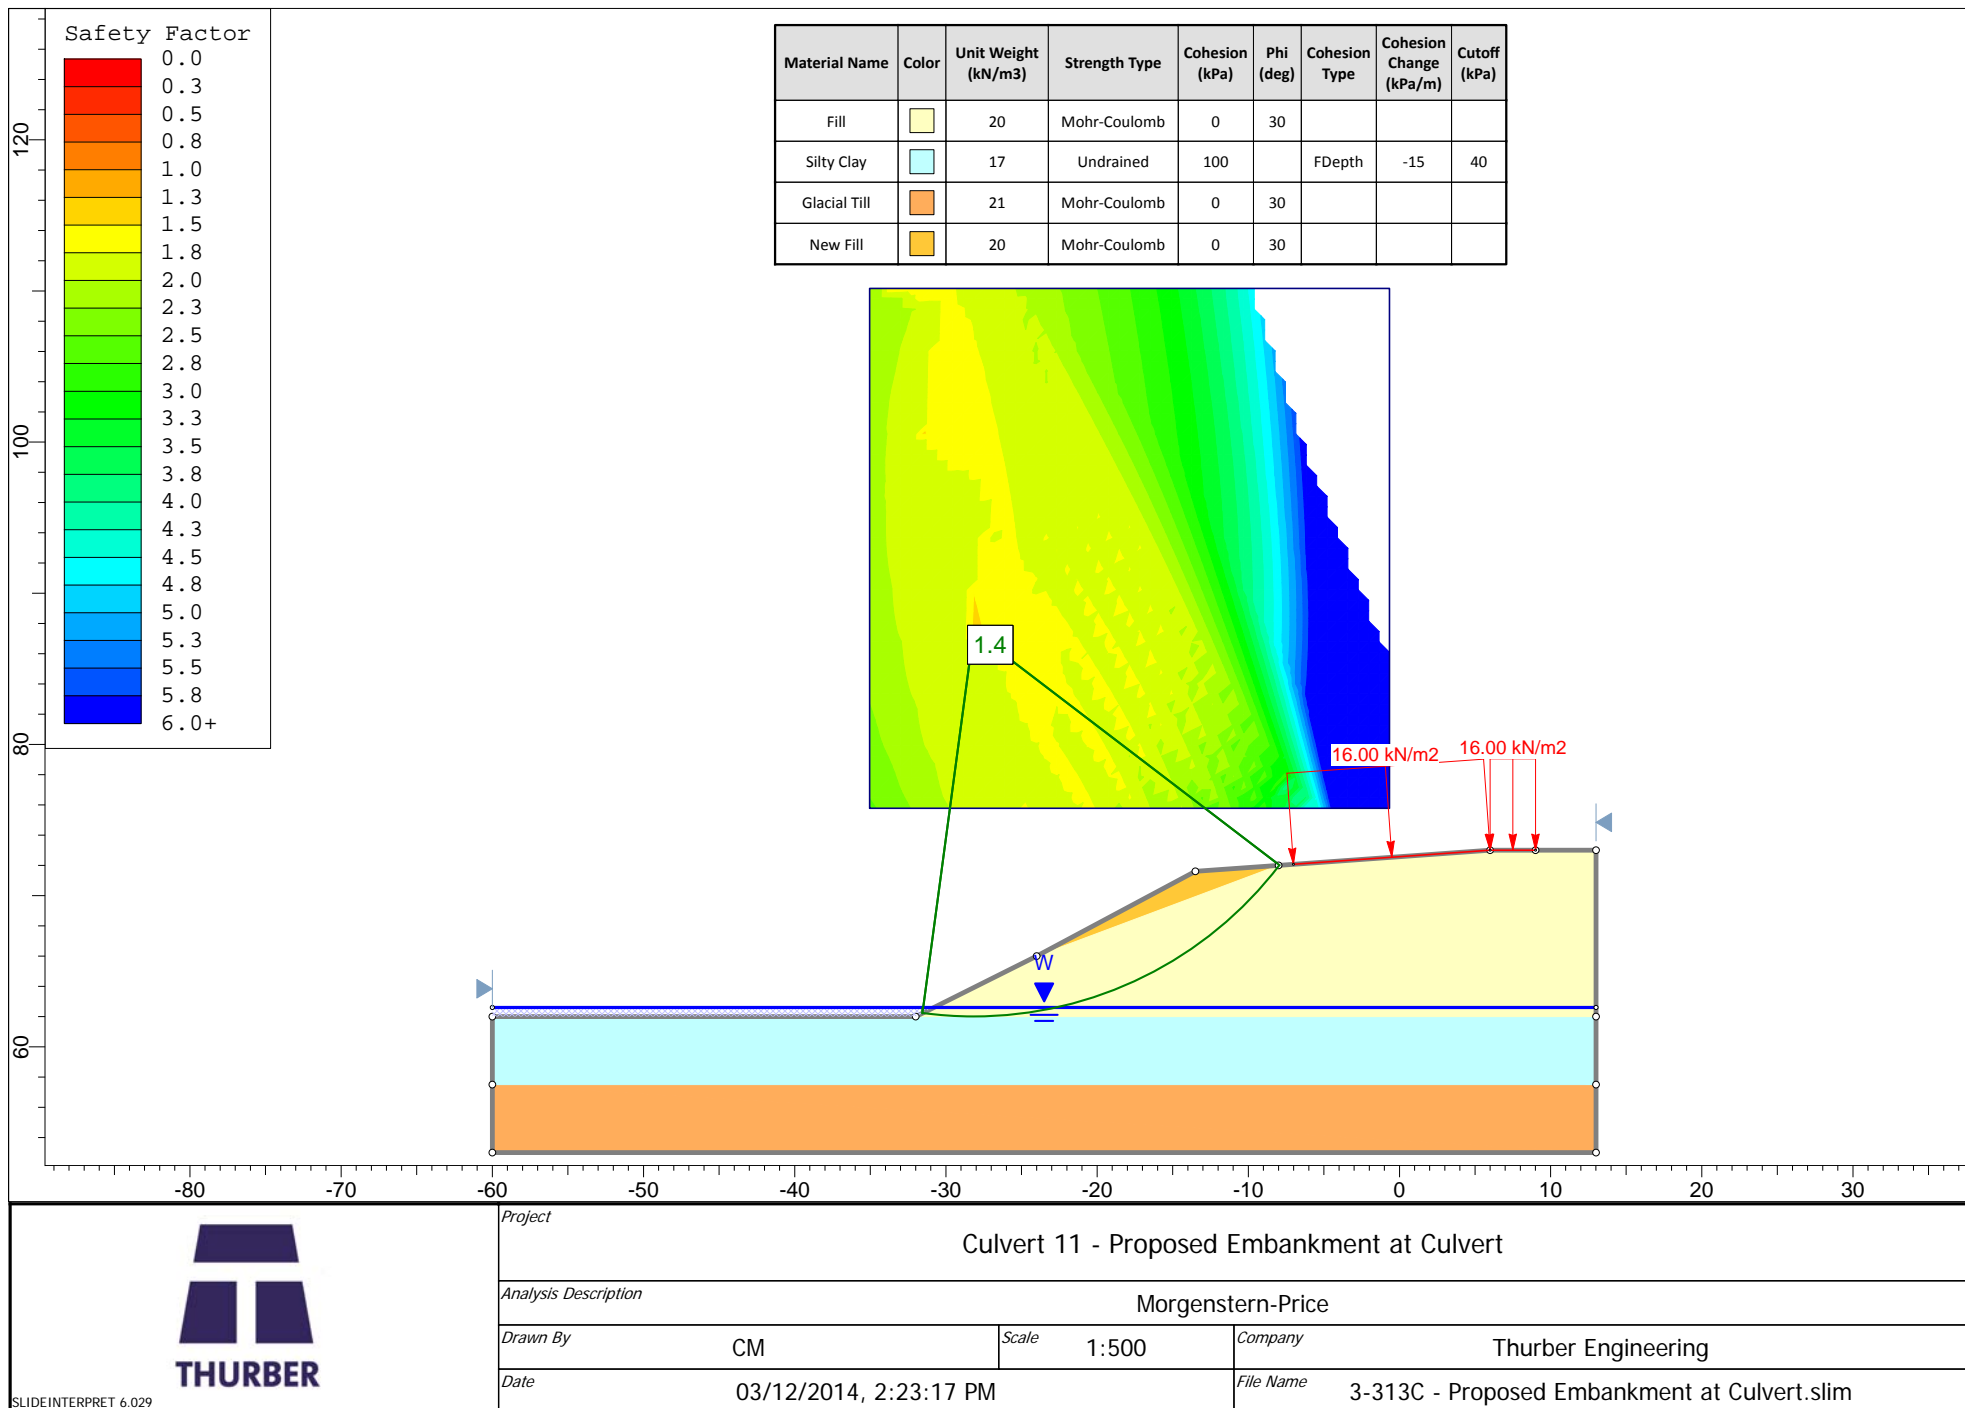 Safety Factor
0.0
0.3
0.5
0.8
1.0
1.3
1.5
1.8
2.0
2.3
2.5
2.8
3.0
3.3
3.5
3.8
4.0
4.3
4.5
4.8
5.0
5.3
5.5
5.8
6.0+
Material Name Color Unit Weight (kN/m3) Strength Type Cohesion (kPa) Phi (deg) Cohesion Type Cohesion Change (kPa/m) Cutoff (kPa)
Fill 20 Mohr-Coulomb 0 30
Silty Clay 17 Undrained 100 FDepth -15 40
Glacial Till 21 Mohr-Coulomb 0 30
New Fill 20 Mohr-Coulomb 0 30
120
100
80
60
1.4
16.00 kN/m2 16.00 kN/m2
W
-80 -70 -60 -50 -40 -30 -20 -10 0 10 20 30
THURBER
SLIDEINTERPRET 6.029
Project
Culvert 11 - Proposed Embankment at Culvert
Analysis Description
Morgenstern-Price
Drawn By CM Scale 1:500 Company Thurber Engineering
Date 03/12/2014, 2:23:17 PM File Name 3-313C - Proposed Embankment at Culvert.slim